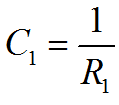 C₁ = 1/R₁